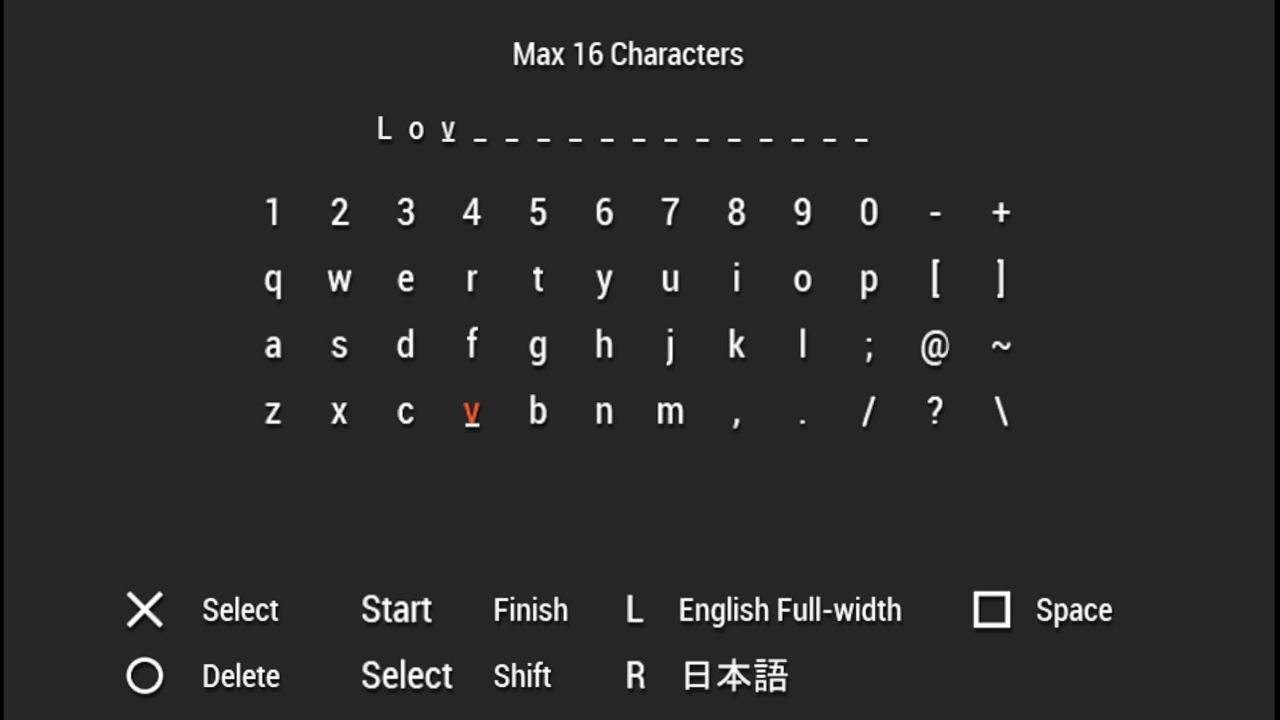 Max 16 Characters
L o v _ _ _ _ _ _ _ _ _ _ _ _ _
1 2 3 4 5 6 7 8 9 0 - +
q w e r t y u i o p [ ]
a s d f g h j k l ; @ ~
z x c v b n m , . / ? \
Select Start Finish L English Full-width Space
Delete Select Shift R 日本語